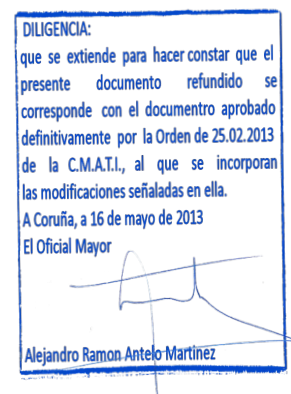 DILIGENCIA:
que se extiende para hacer constar que el
presente documento refundido se
corresponde con el documentro aprobado
definitivamente por la Orden de 25.02.2013
de la C.M.A.T.I., al que se incorporan
las modificaciones señaladas en ella.
A Coruña, a 16 de mayo de 2013
El Oficial Mayor
Alejandro Ramon Antelo Martinez